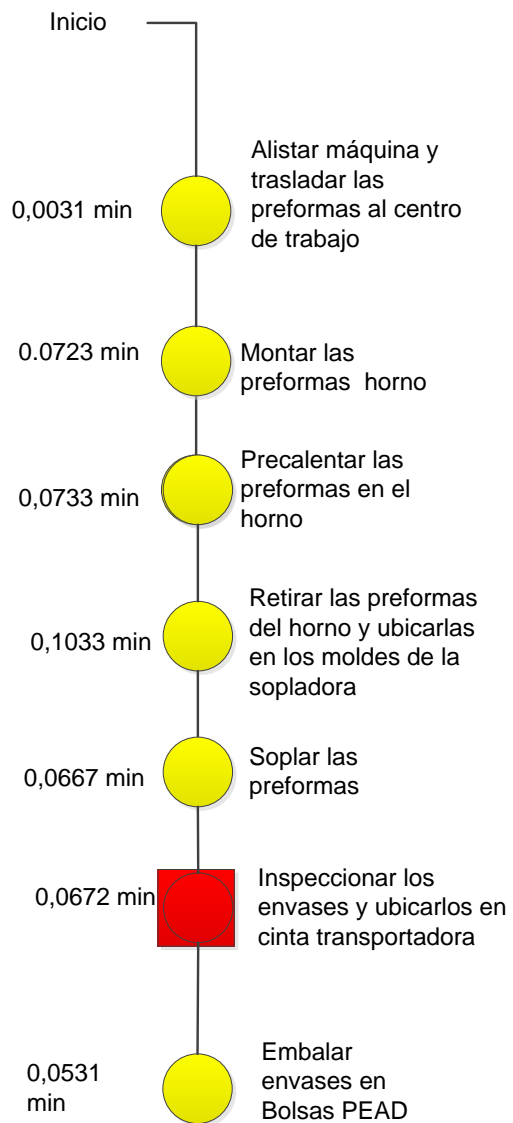 Inicio
0,0031 min
Alistar máquina y
trasladar las
preformas al centro
de trabajo
0.0723 min
Montar las
preformas horno
0,0733 min
Precalentar las
preformas en el
horno
0,1033 min
Retirar las preformas
del horno y ubicarlas
en los moldes de la
sopladora
0,0667 min
Soplar las
preformas
0,0672 min
Inspeccionar los
envases y ubicarlos en
cinta transportadora
0,0531
min
Embalar
envases en
Bolsas PEAD